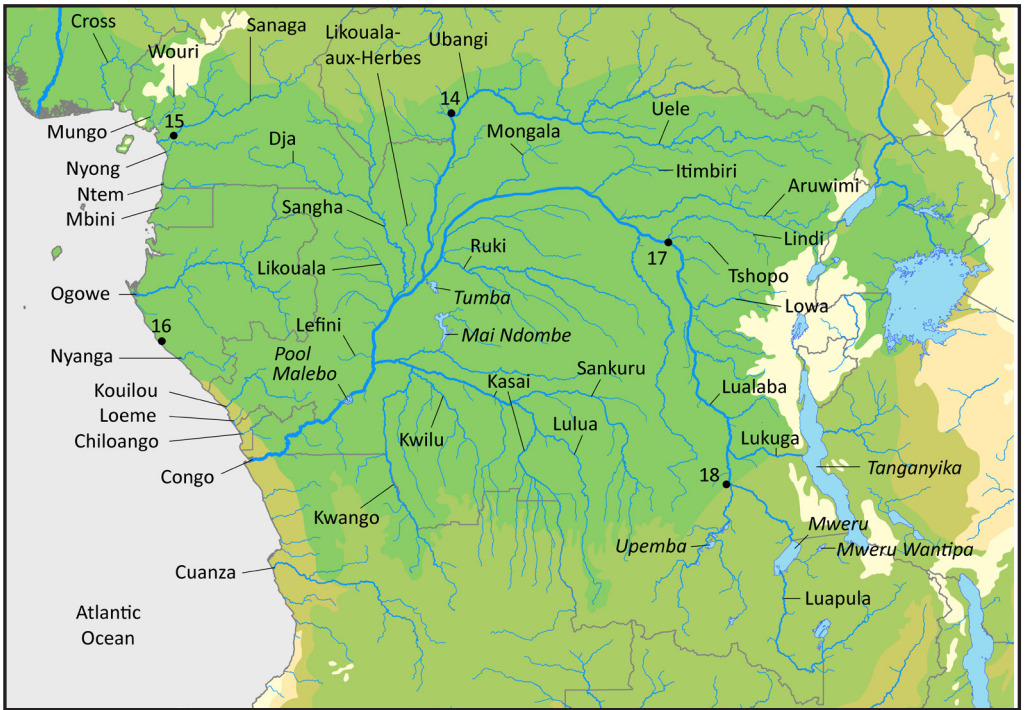 Cross
Sanaga
Likouala-
aux-Herbes
Ubangi
Wouri
14
Uele
15
Mungo
Mongala
Dja
Nyong
Itimbiri
Ntem
Aruwimi
Mbini
Sangha
Lindi
Ruki
17
Likouala
Tshopo
Ogowe
Tumba
Lowa
16
Lefini
Mai Ndombe
Nyanga
Pool
Malebo
Kasai
Sankuru
Kouilou
Lualaba
Loeme
Lulua
Chiloango
Kwilu
Lukuga
Congo
18
Tanganyika
Kwango
Mweru
Upemba
Mweru Wantipa
Cuanza
Luapula
Atlantic
Ocean